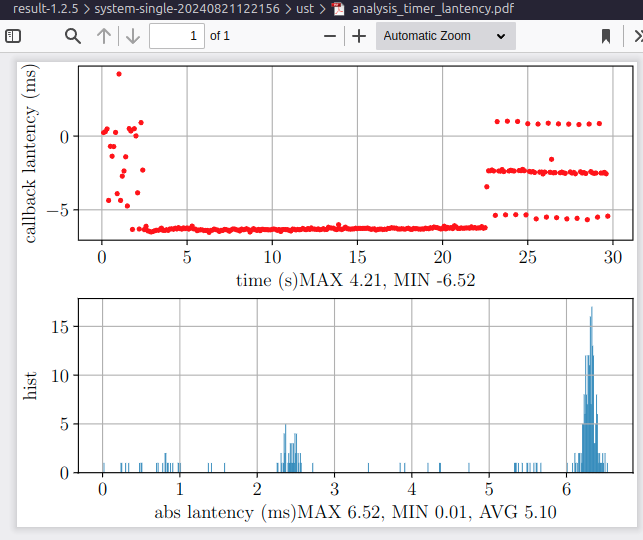 result-1.2.5 > system-single-20240821122156 > ust > analysis_timer_lantency.pdf
1 of 1 Automatic Zoom
callback lantency (ms)
0
−5
0 5 10 15 20 25 30
time (s)MAX 4.21, MIN -6.52
hist
15
10
5
0
0 1 2 3 4 5 6
abs lantency (ms)MAX 6.52, MIN 0.01, AVG 5.10